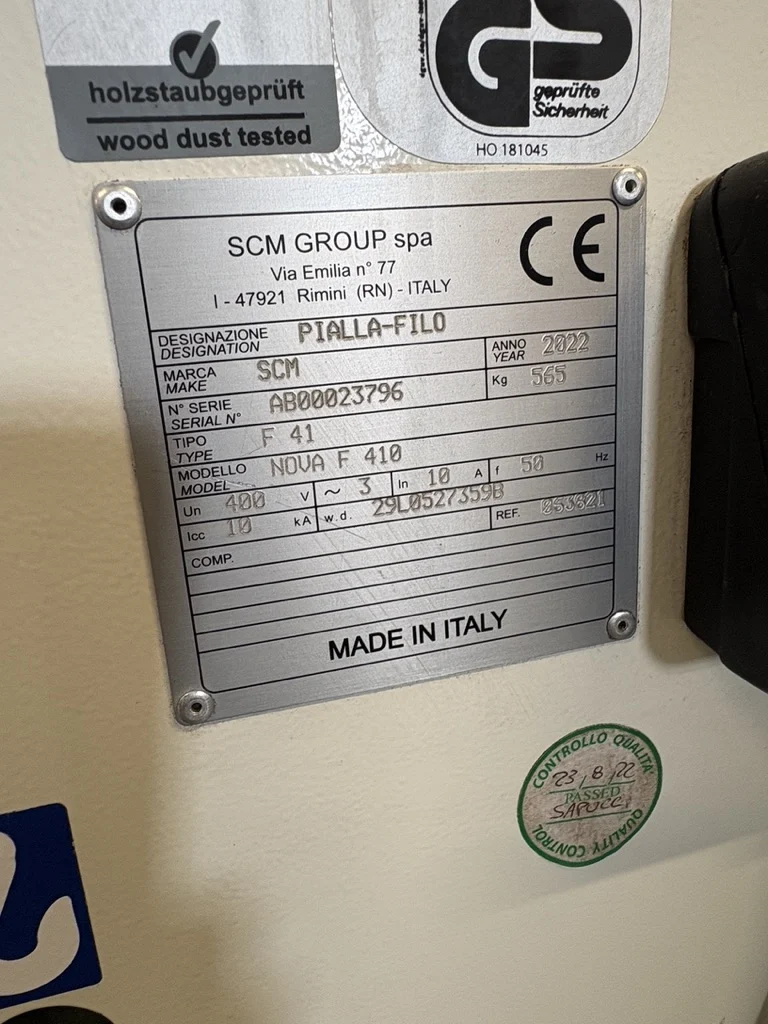 holzstaubgeprüft
wood dust tested
geprüfte
Sicherheit
HO 181045
SCM GROUP spa
Via Emilia n° 77
I - 47921 Rimini (RN) - ITALY
CE
DESIGNAZIONE
DESIGNATION
PIALLA-FILO
MARCA
MAKE
SCM
ANNO
YEAR
2022
N° SERIE
SERIAL N°
AB00023796
Kg 565
TIPO
TYPE
F 41
MODELLO
MODEL
NOVA F 410
Un 400 V ~ 3 In 10 A f 50 Hz
Icc 10 kA w.d. 29L0527359B REF.
COMP.
MADE IN ITALY
CONTROLLO QUALITA'
23/8/22
PASSED
QUALITY CONTROL